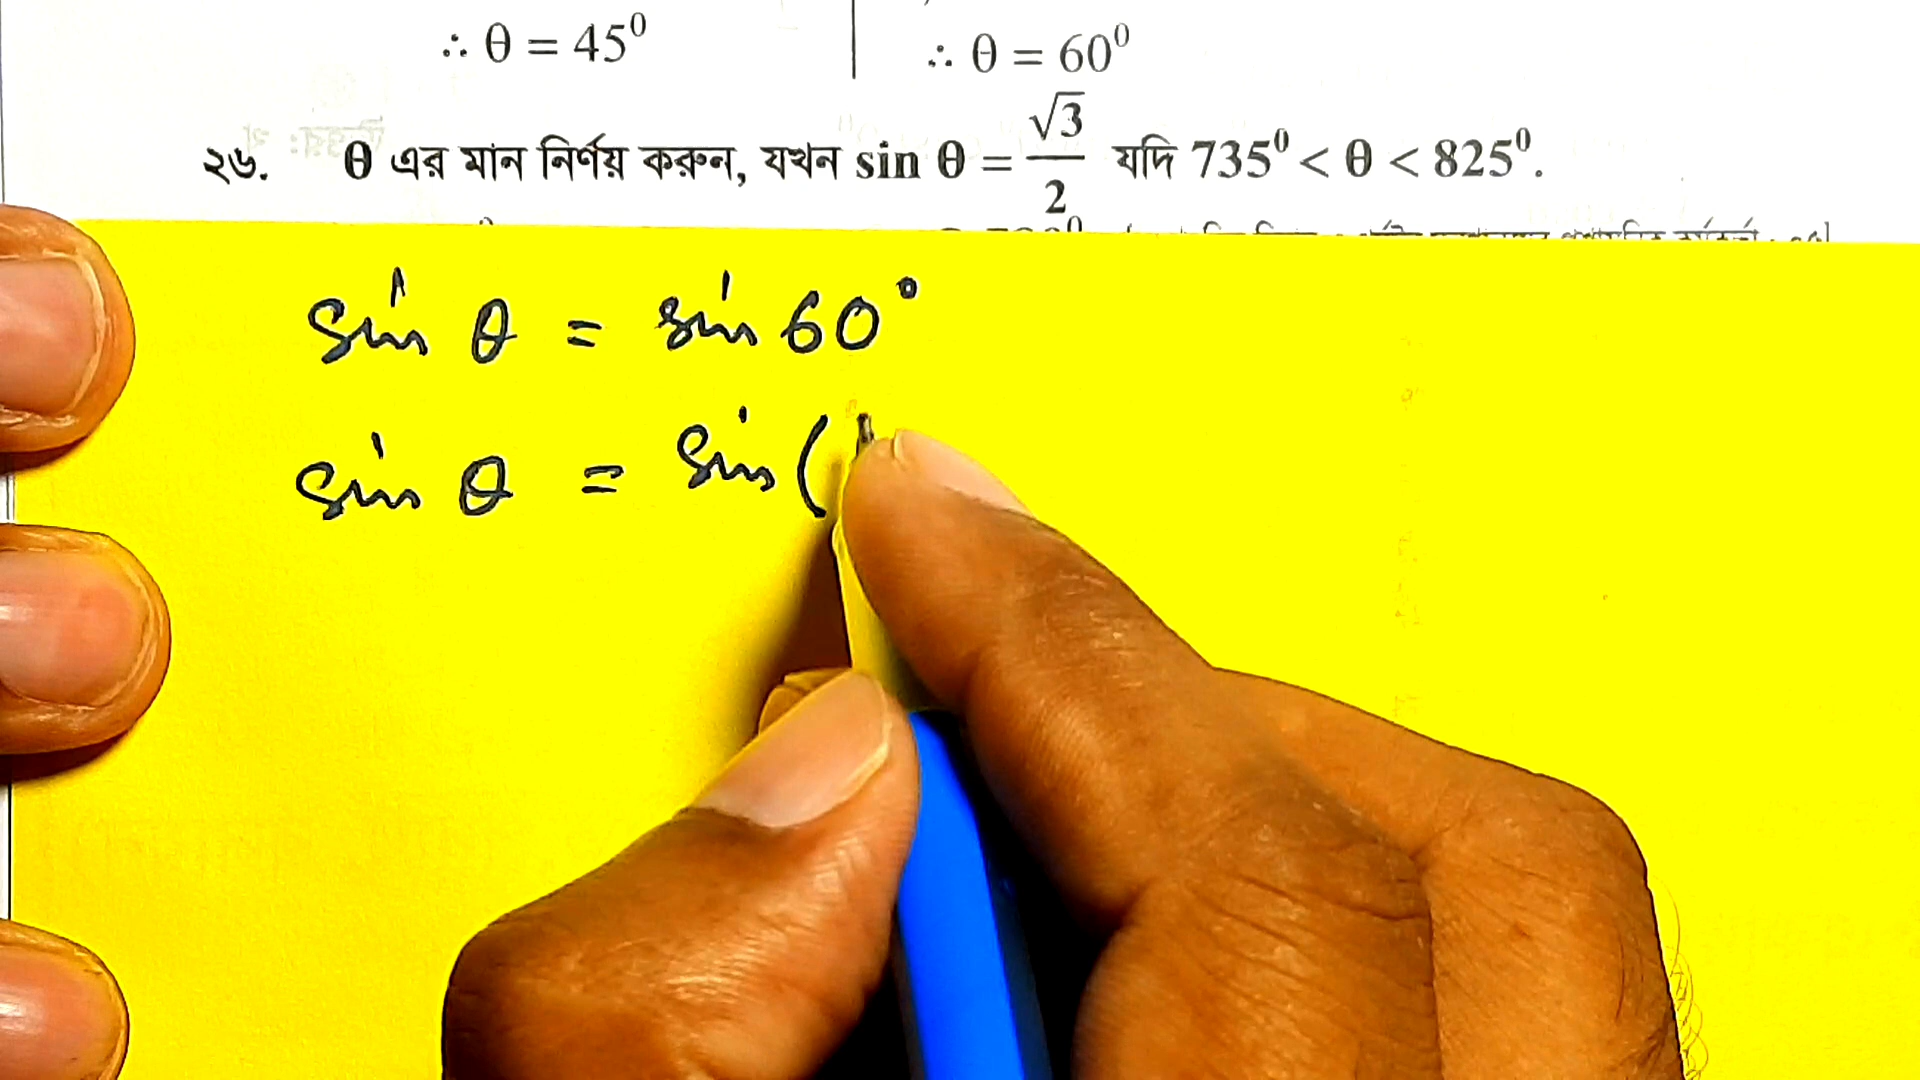 ∴ θ = 45⁰
∴ θ = 60⁰
২৬. θ এর মান নির্ণয় করুন, যখন sin θ = √3/2 যদি 735⁰ < θ < 825⁰.
sin θ = sin 60°
sin θ = sin (